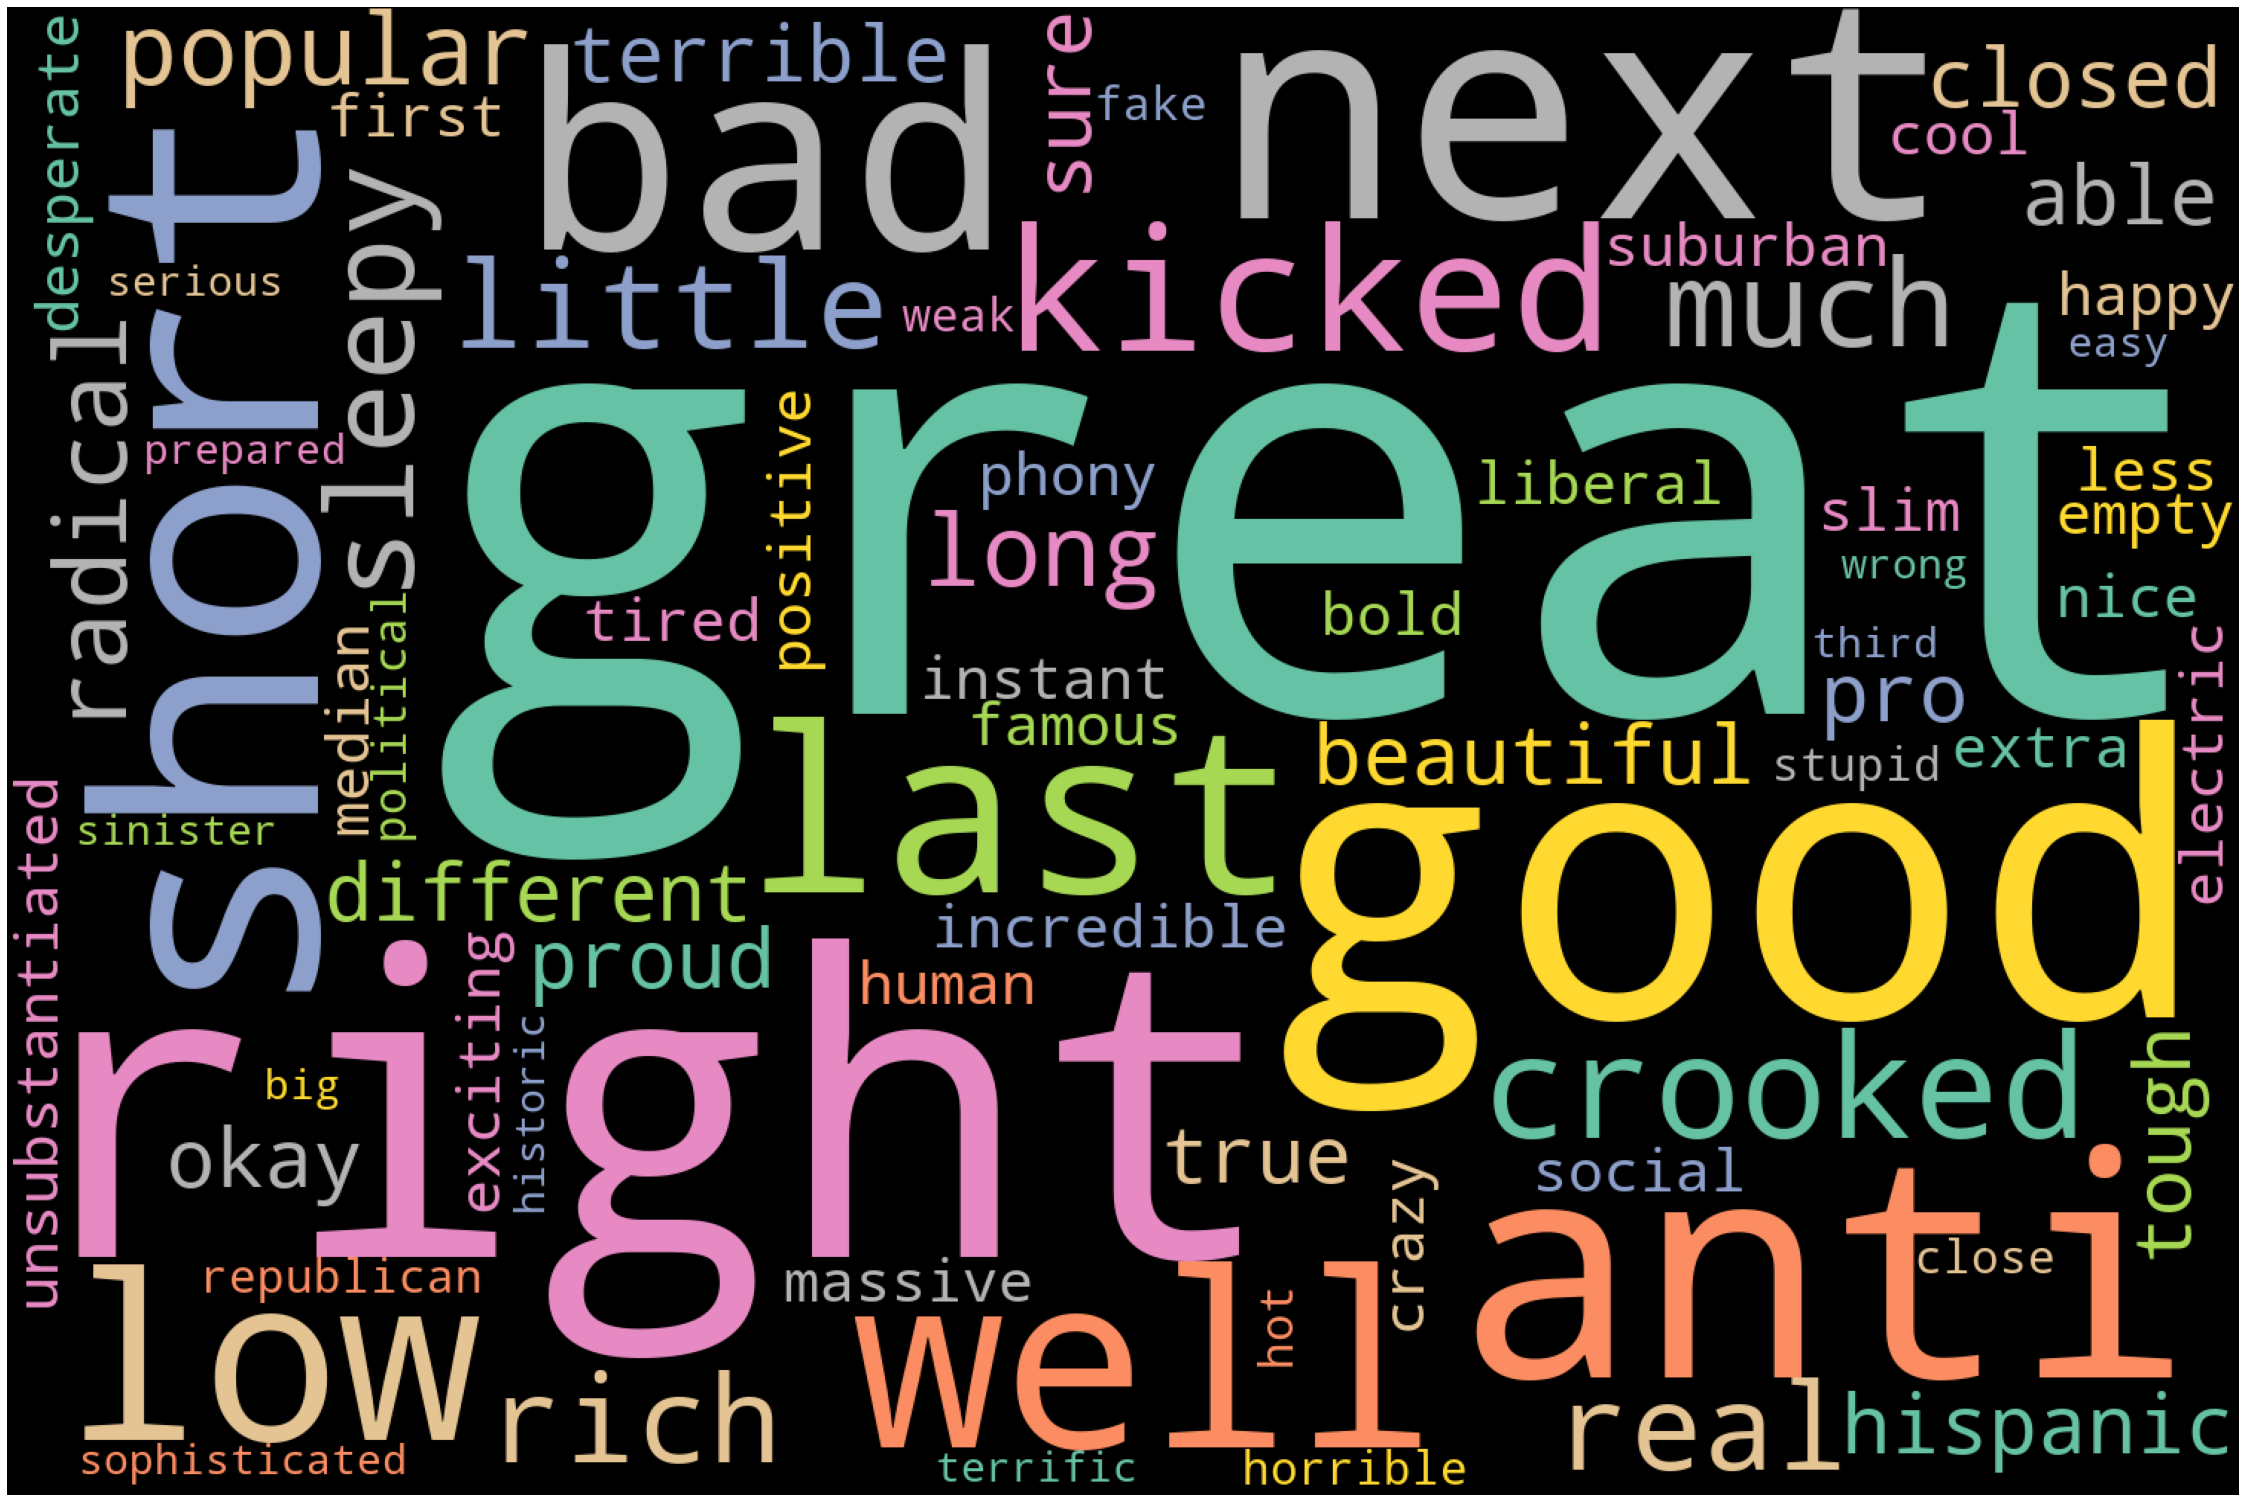 popular
terrible
bad
next
sure
fake
closed
cool
able
desperate
first
short
sleepy
serious
little
weak
kicked
suburban
much
happy
easy
radical
prepared
great
positive
phony
long
liberal
slim
less
empty
wrong
nice
tired
bold
instant
famous
third
pro
median
political
last
beautiful
stupid
extra
electric
sinister
good
unsubstantiated
different
incredible
proud
human
right
exciting
historic
big
okay
true
crooked
tough
social
crazy
anti
close
republican
massive
low
well
hot
rich
real
hispanic
sophisticated
terrific
horrible